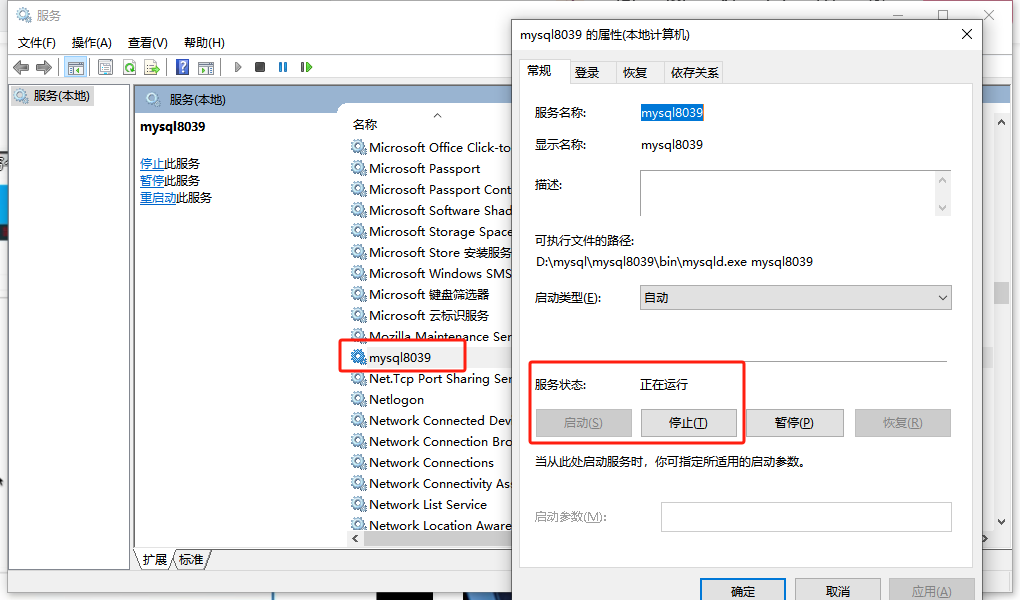 服务
文件(F) 操作(A) 查看(V) 帮助(H)
服务(本地)
服务(本地)
mysql8039
停止此服务
暂停此服务
重启动此服务
名称
Microsoft Office Click-to
Microsoft Passport
Microsoft Passport Cont
Microsoft Software Shad
Microsoft Storage Space
Microsoft Store 安装服务
Microsoft Windows SMS
Microsoft 键盘筛选器
Microsoft 云标识服务
Mozilla Maintenance Ser
mysql8039
Net.Tcp Port Sharing Ser
Netlogon
Network Connected Dev
Network Connection Bro
Network Connections
Network Connectivity Ass
Network List Service
Network Location Aware
扩展 标准
mysql8039 的属性(本地计算机)
常规 登录 恢复 依存关系
服务名称: mysql8039
显示名称: mysql8039
描述:
可执行文件的路径:
D:\mysql\mysql8039\bin\mysqld.exe mysql8039
启动类型(E): 自动
服务状态: 正在运行
启动(S) 停止(T) 暂停(P) 恢复(R)
当从此处启动服务时，你可指定所适用的启动参数。
启动参数(M):
确定 取消 应用(A)